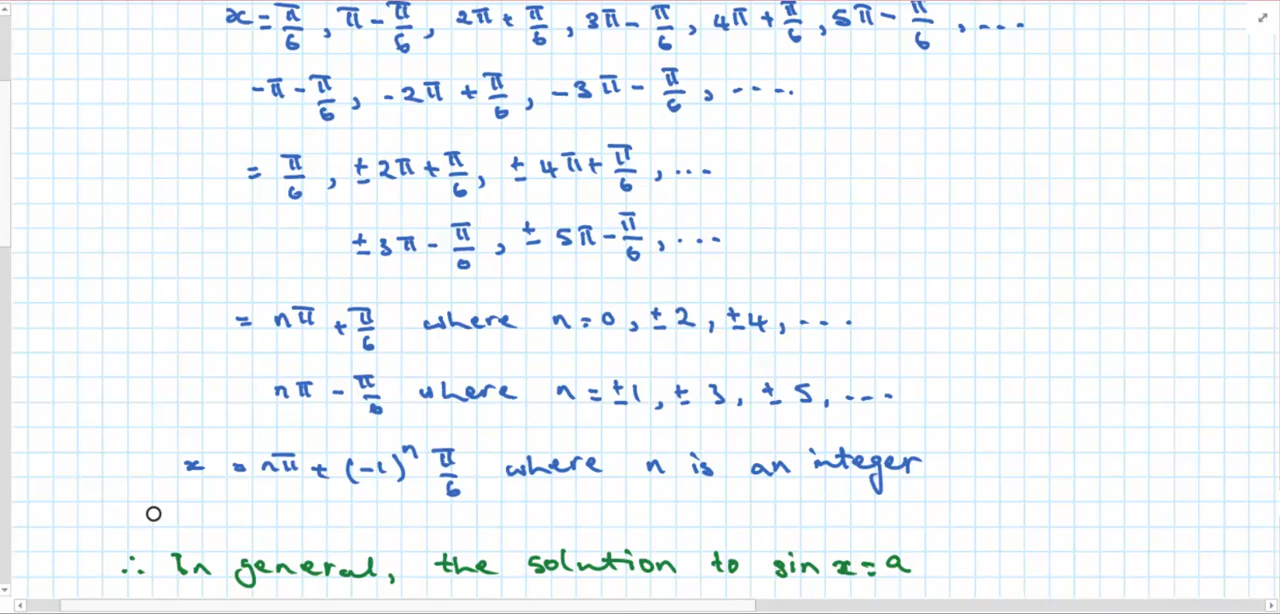 x = π/6 , π - π/6 , 2π + π/6 , 3π - π/6 , 4π + π/6 , 5π - π/6 , ....
-π - π/6 , -2π + π/6 , -3π - π/6 , ....
= π/6 , ±2π + π/6 , ±4π + π/6 , ...
±3π - π/6 , ±5π - π/6 , ...
= nπ + π/6 where n = 0 , ±2 , ±4 , ...
nπ - π/6 where n = ±1 , ±3 , ±5 , ...
x = nπ + (-1)^n π/6 where n is an integer
∴ In general, the solution to sin x = a